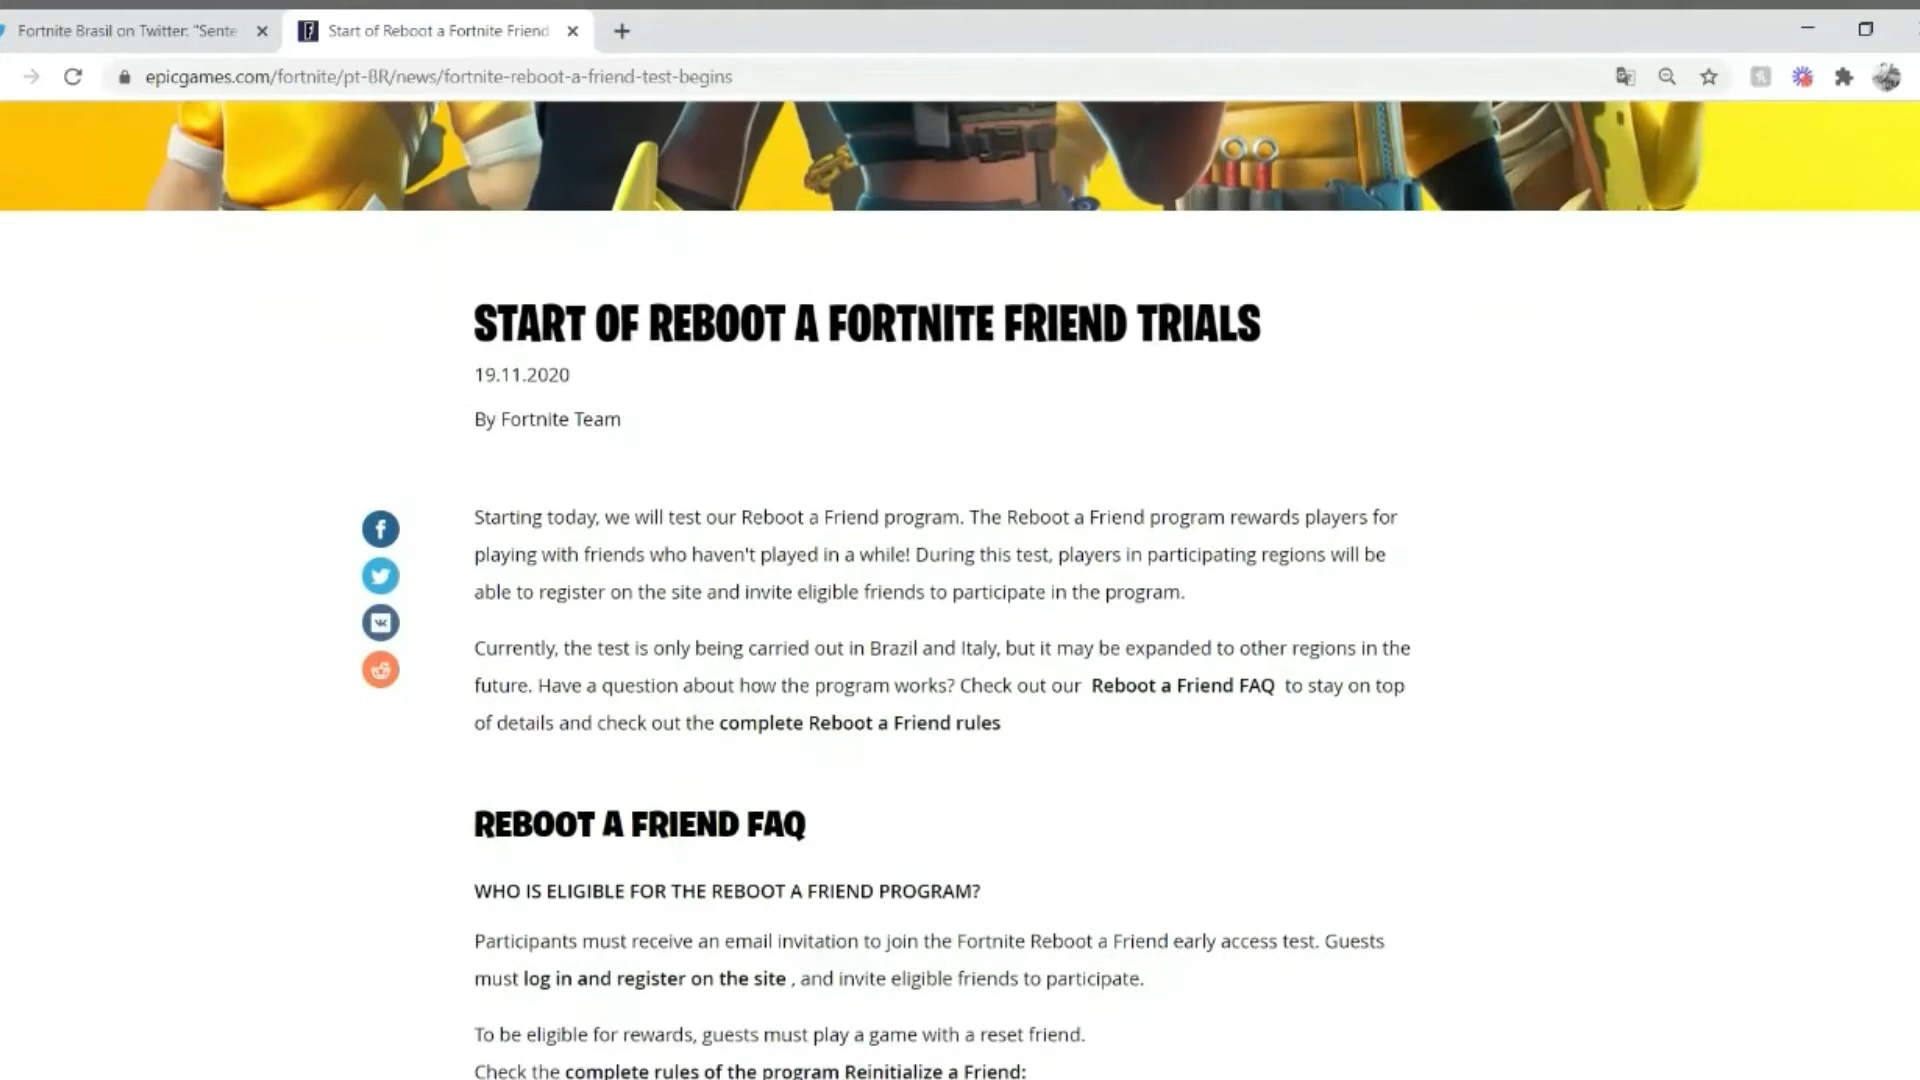 Fortnite Brasil on Twitter: "Sente
Start of Reboot a Fortnite Friend
epicgames.com/fortnite/pt-BR/news/fortnite-reboot-a-friend-test-begins
START OF REBOOT A FORTNITE FRIEND TRIALS
19.11.2020
By Fortnite Team
Starting today, we will test our Reboot a Friend program. The Reboot a Friend program rewards players for
playing with friends who haven't played in a while! During this test, players in participating regions will be
able to register on the site and invite eligible friends to participate in the program.
Currently, the test is only being carried out in Brazil and Italy, but it may be expanded to other regions in the
future. Have a question about how the program works? Check out our Reboot a Friend FAQ to stay on top
of details and check out the complete Reboot a Friend rules
REBOOT A FRIEND FAQ
WHO IS ELIGIBLE FOR THE REBOOT A FRIEND PROGRAM?
Participants must receive an email invitation to join the Fortnite Reboot a Friend early access test. Guests
must log in and register on the site , and invite eligible friends to participate.
To be eligible for rewards, guests must play a game with a reset friend.
Check the complete rules of the program Reinitialize a Friend: